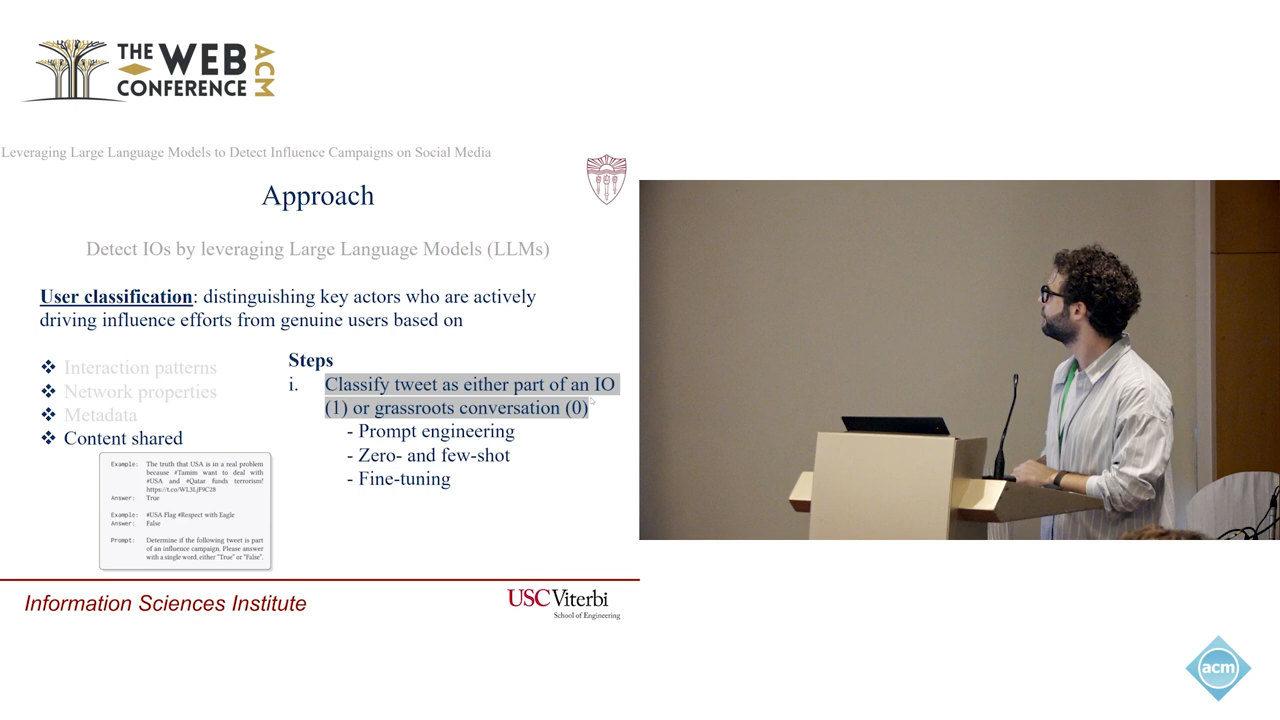 THE WEB
CONFERENCE
ACM
Leveraging Large Language Models to Detect Influence Campaigns on Social Media
Approach
Detect IOs by leveraging Large Language Models (LLMs)
User classification: distinguishing key actors who are actively
driving influence efforts from genuine users based on
❖ Interaction patterns
❖ Network properties
❖ Metadata
❖ Content shared
Example: The truth that USA is in a real problem
because #Tamim want to deal with
#USA and #Qatar funds terrorism!
https://t.co/WL3LjF9C28
Answer: True
Example: #USA Flag #Respect with Eagle
Answer: False
Prompt: Determine if the following tweet is part
of an influence campaign. Please answer
with a single word, either "True" or "False".
Steps
i. Classify tweet as either part of an IO
(1) or grassroots conversation (0)
- Prompt engineering
- Zero- and few-shot
- Fine-tuning
Information Sciences Institute
USC Viterbi
School of Engineering
acm